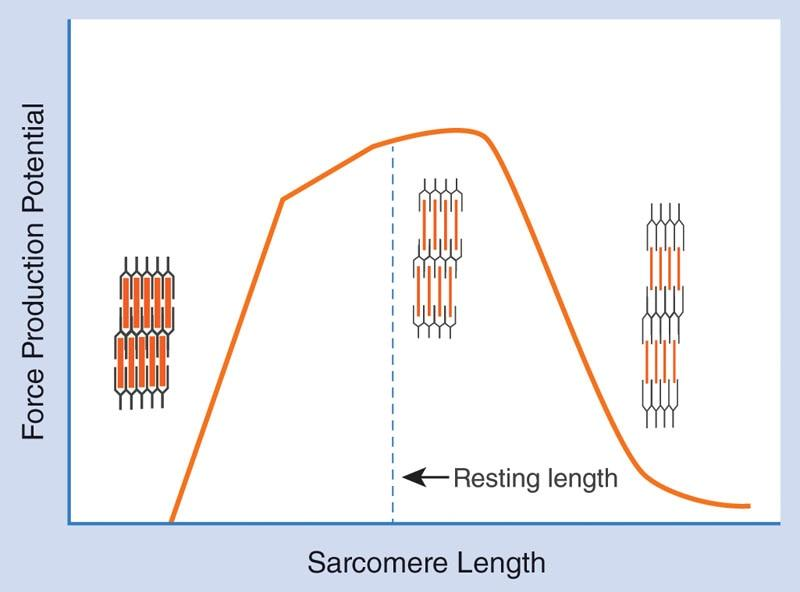 Force Production Potential
Resting length
Sarcomere Length